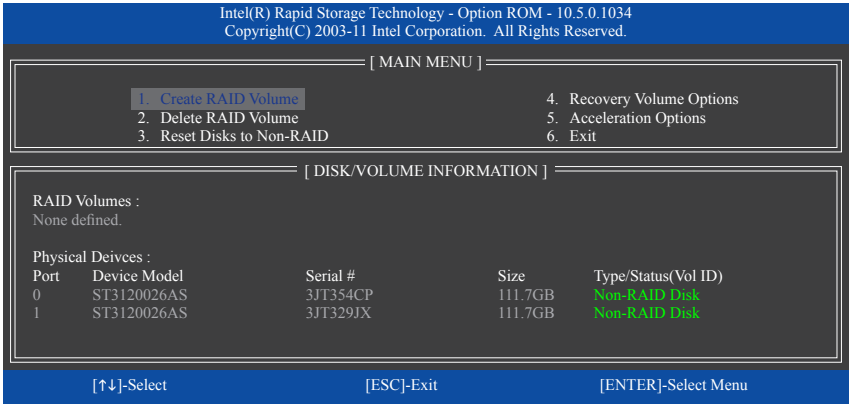 Intel(R) Rapid Storage Technology - Option ROM - 10.5.0.1034
Copyright(C) 2003-11 Intel Corporation. All Rights Reserved.
[ MAIN MENU ]
1. Create RAID Volume
2. Delete RAID Volume
3. Reset Disks to Non-RAID
4. Recovery Volume Options
5. Acceleration Options
6. Exit
[ DISK/VOLUME INFORMATION ]
RAID Volumes :
None defined.
Physical Deivces :
Port Device Model Serial # Size Type/Status(Vol ID)
0 ST3120026AS 3JT354CP 111.7GB Non-RAID Disk
1 ST3120026AS 3JT329JX 111.7GB Non-RAID Disk
[↑↓]-Select [ESC]-Exit [ENTER]-Select Menu